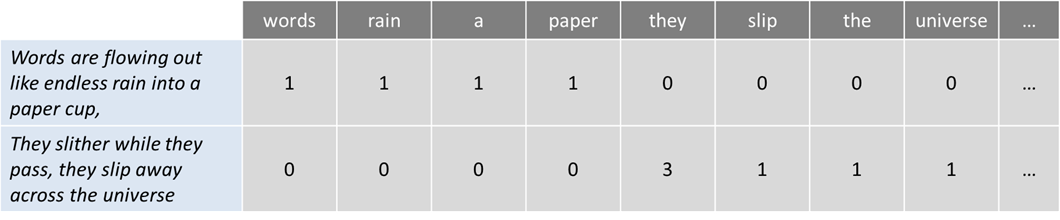 words rain a paper they slip the universe ...
Words are flowing out
like endless rain into a
paper cup,
1 1 1 1 0 0 0 0 ...
They slither while they
pass, they slip away
across the universe
0 0 0 0 3 1 1 1 ...